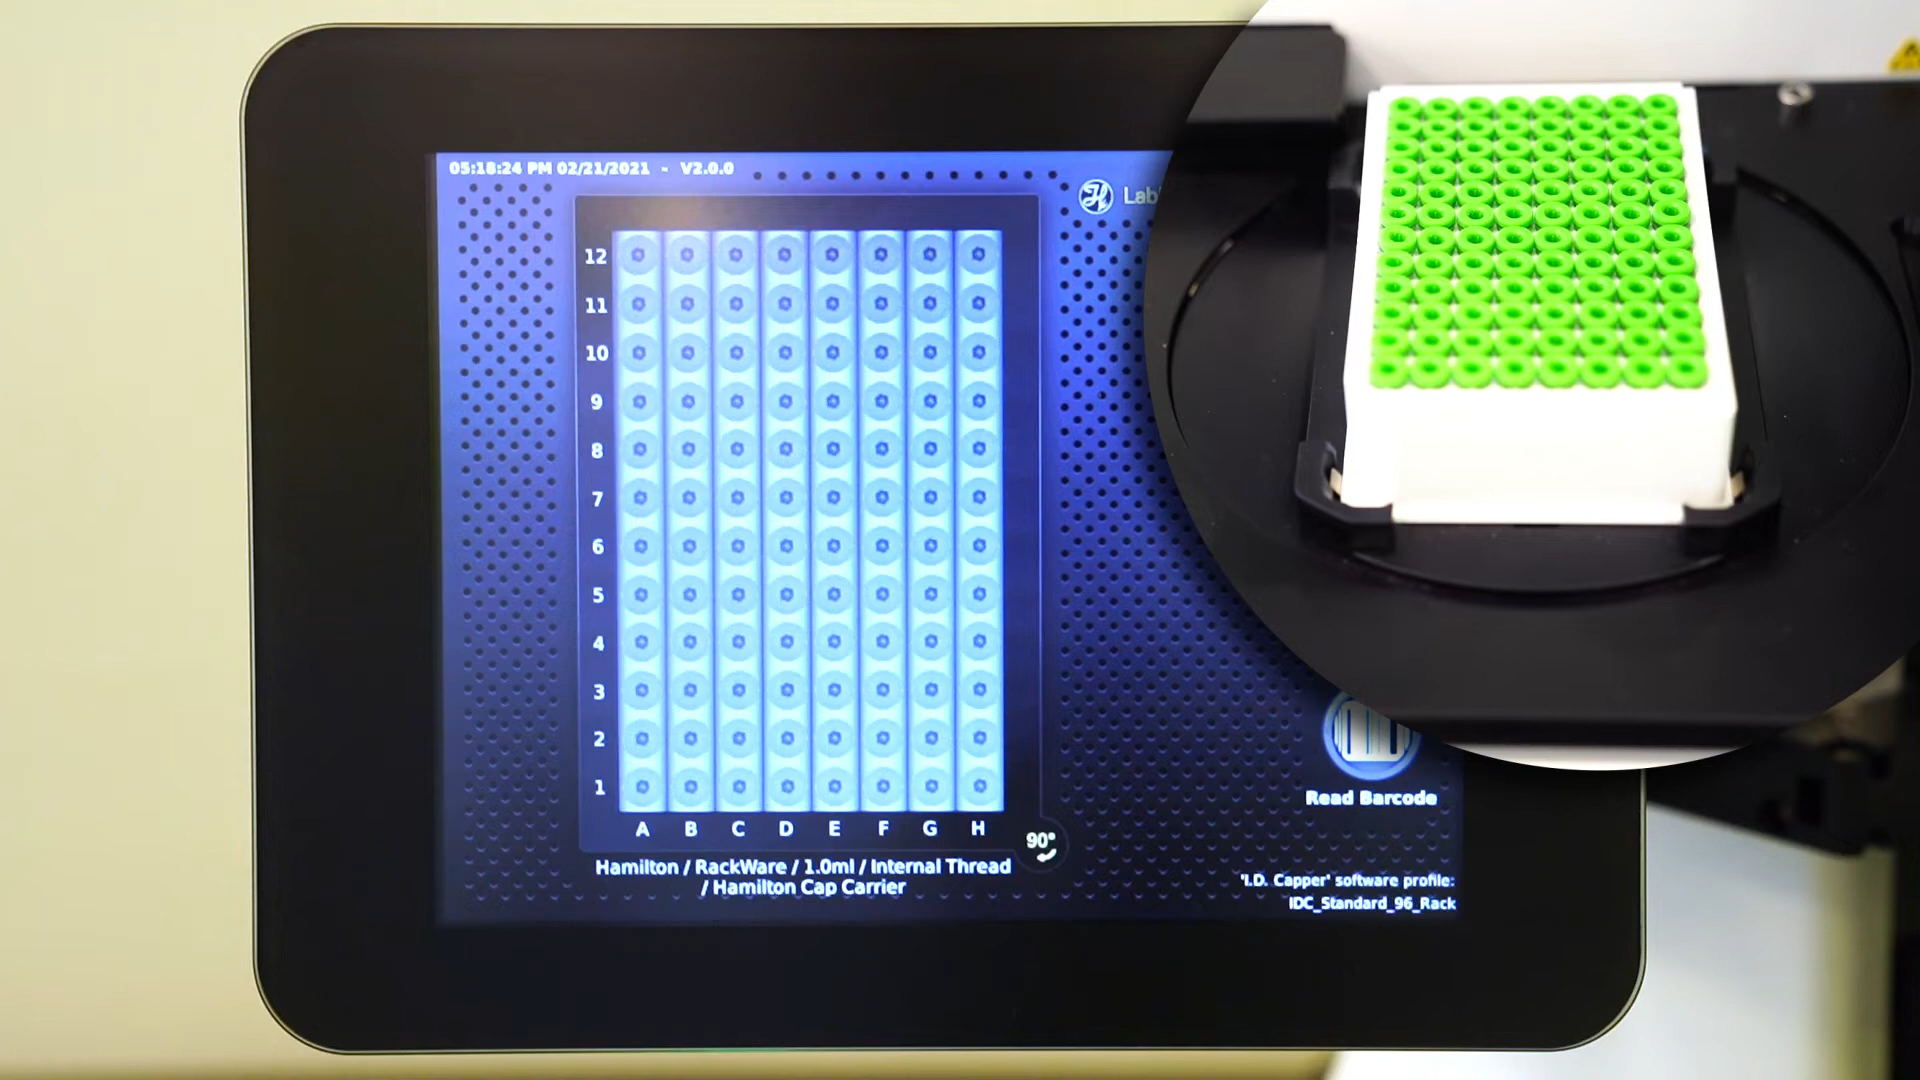 05:18:24 PM 02/21/2021 - V2.0.0
12
11
10
9
8
7
6
5
4
3
2
1
A B C D E F G H
90°
Hamilton / RackWare / 1.0ml / Internal Thread
/ Hamilton Cap Carrier
Read Barcode
'I.D. Capper' software profile:
IDC_Standard_96_Rack